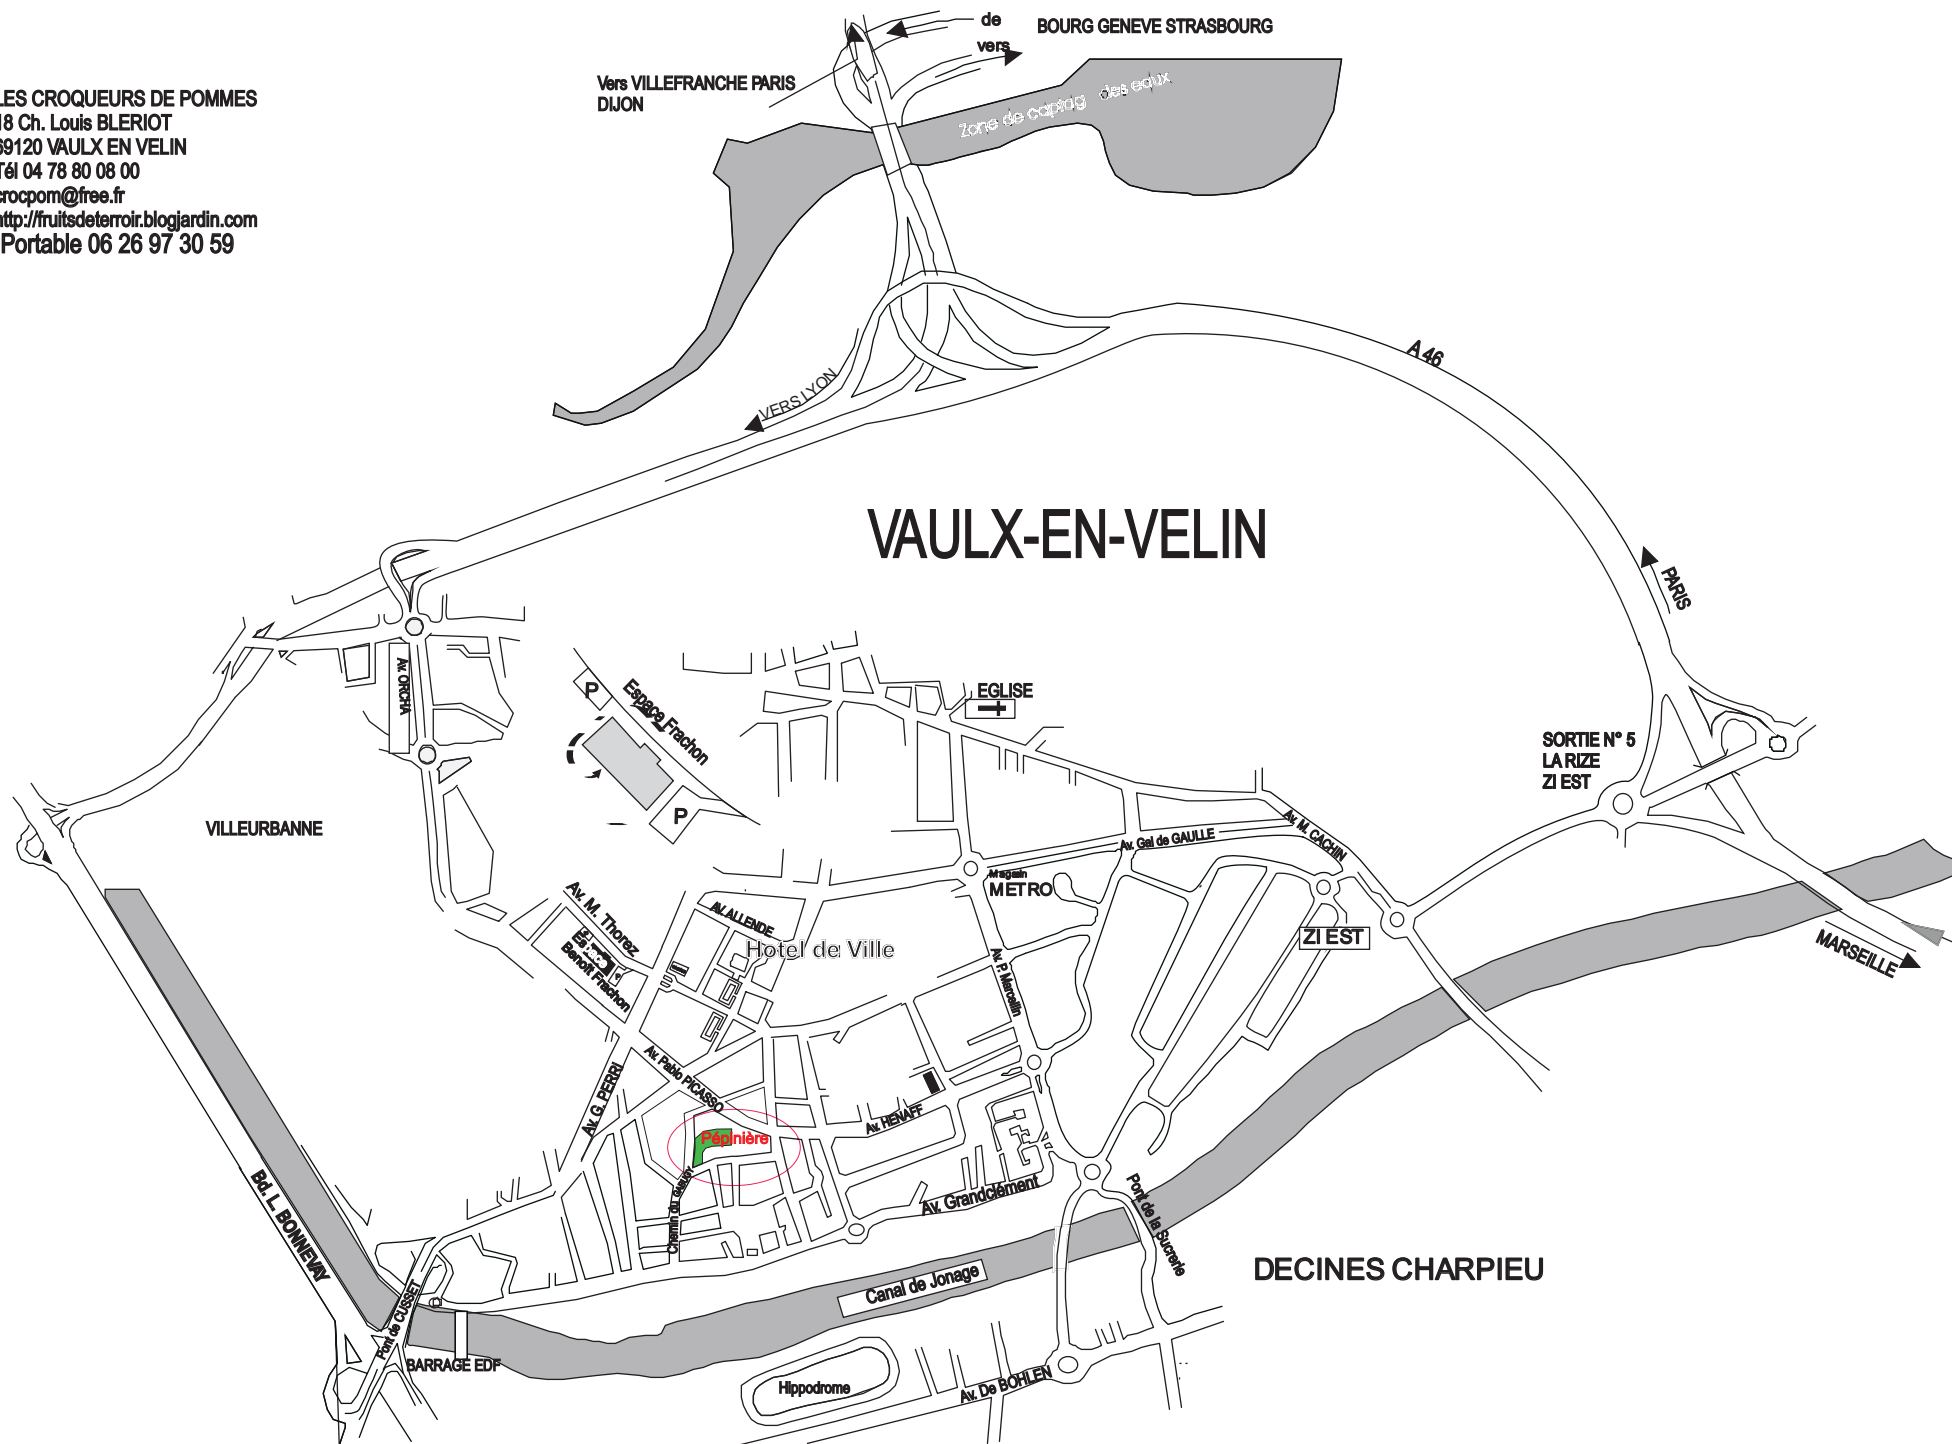 LES CROQUEURS DE POMMES
18 Ch. Louis BLERIOT
69120 VAULX EN VELIN
Tél 04 78 80 08 00
crocpom@free.fr
http://fruitsdeterroir.blogjardin.com
Portable 06 26 97 30 59
de
vers
BOURG GENEVE STRASBOURG
Vers VILLEFRANCHE PARIS
DIJON
Zone de captag des eaux
A 46
VERS LYON
VAULX-EN-VELIN
PARIS
Av. ORCHA
P
Espace Frachon
P
EGLISE
SORTIE N° 5
LA RIZE
ZI EST
VILLEURBANNE
Av. M. CACHIN
Av. Gal de GAULLE
Magasin
METRO
Av. M. Thorez
Benoît Frachon
AV. ALLENDE
Hotel de Ville
ZI EST
MARSEILLE
Av. P. Marcellin
Av. Pablo PICASSO
Av. G. PERRI
Av. HENAFF
Pépinière
Chemin du GABUGY
Bd. L. BONNEVAY
Av. Grandclément
Pont de la Sucrerie
DECINES CHARPIEU
Canal de Jonage
Pont de CUSSET
BARRAGE EDF
Hippodrome
Av. De BOHLEN